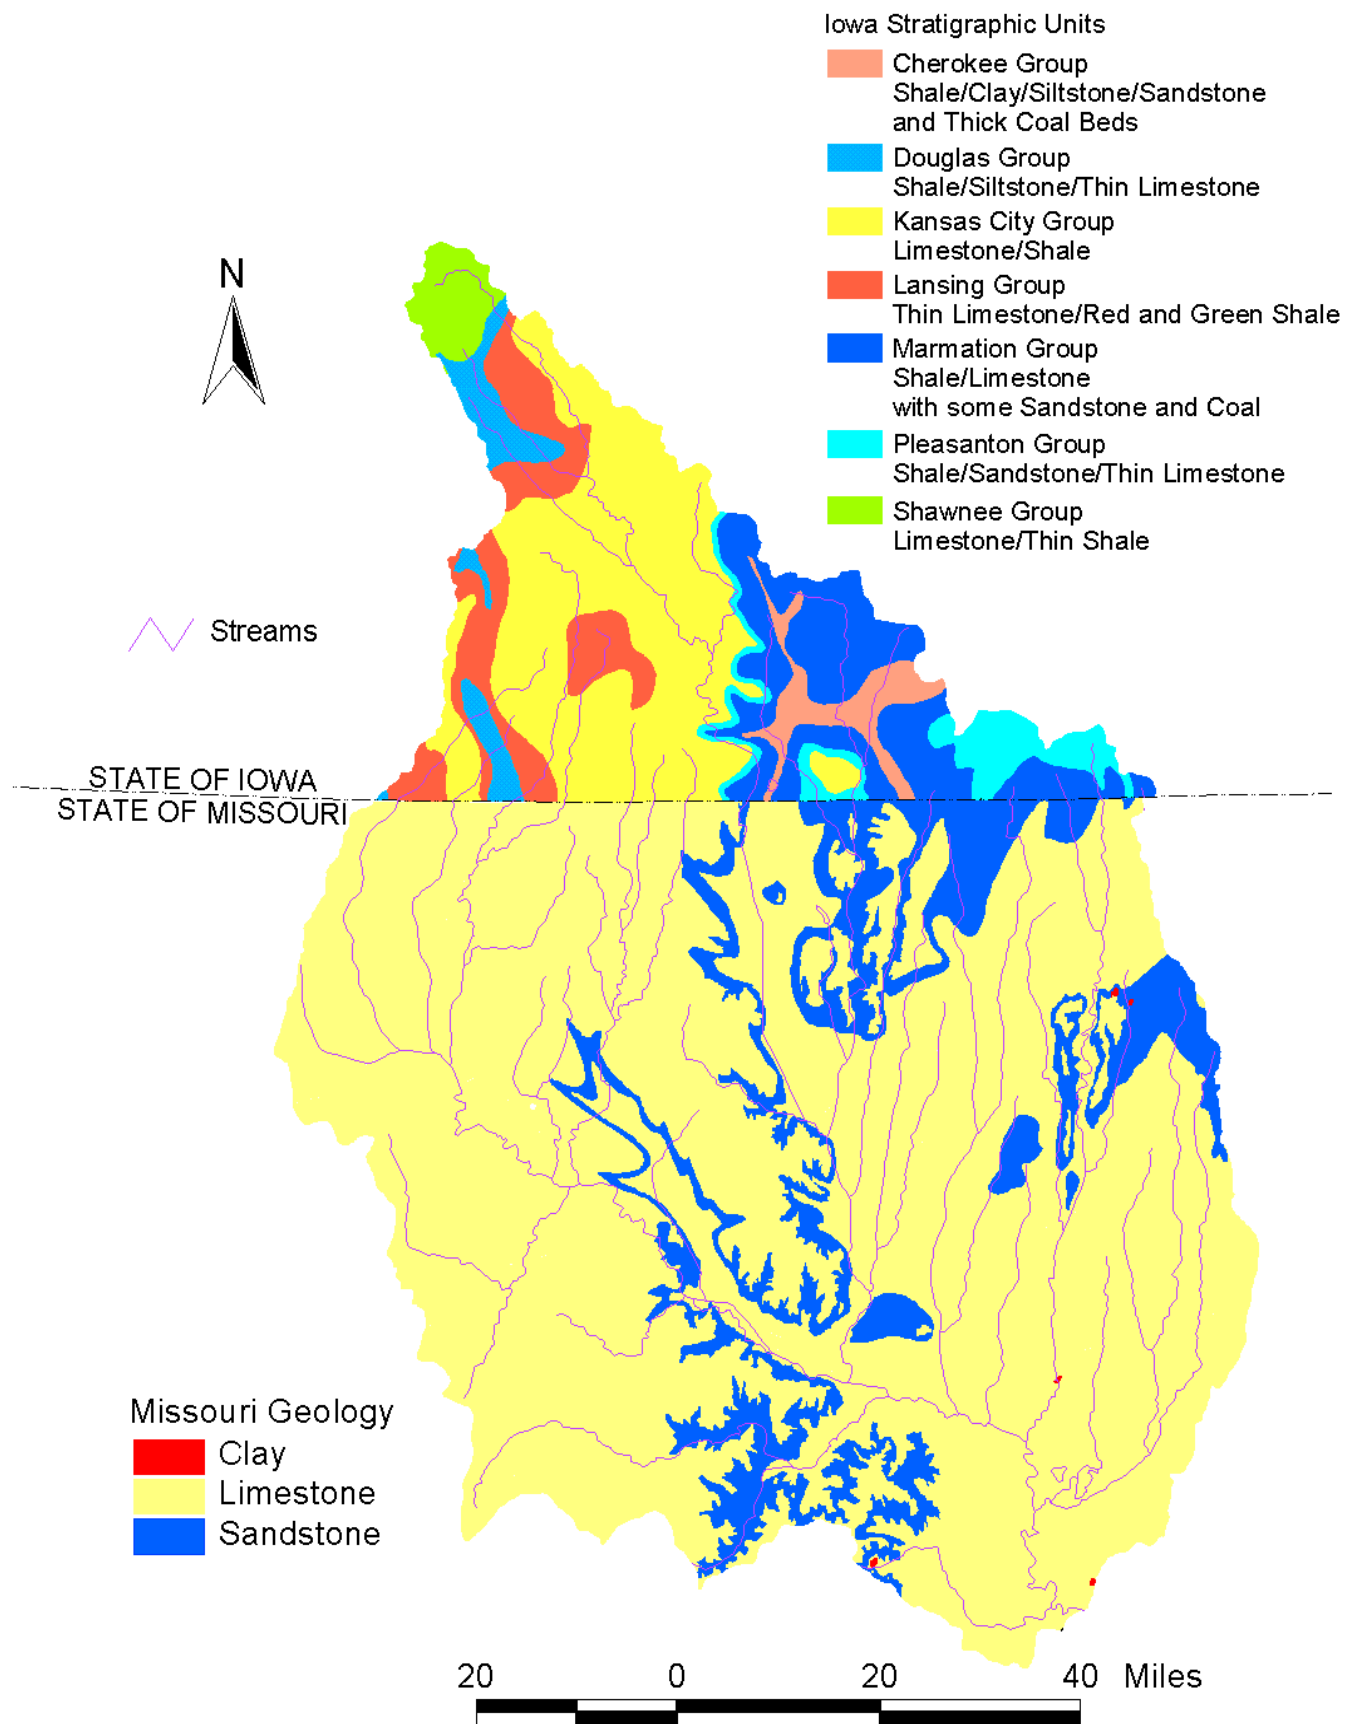 Iowa Stratigraphic Units
Cherokee Group
Shale/Clay/Siltstone/Sandstone
and Thick Coal Beds
Douglas Group
Shale/Siltstone/Thin Limestone
Kansas City Group
Limestone/Shale
Lansing Group
Thin Limestone/Red and Green Shale
Marmation Group
Shale/Limestone
with some Sandstone and Coal
Pleasanton Group
Shale/Sandstone/Thin Limestone
Shawnee Group
Limestone/Thin Shale
N
Streams
STATE OF IOWA
STATE OF MISSOURI
Missouri Geology
Clay
Limestone
Sandstone
20 0 20 40 Miles